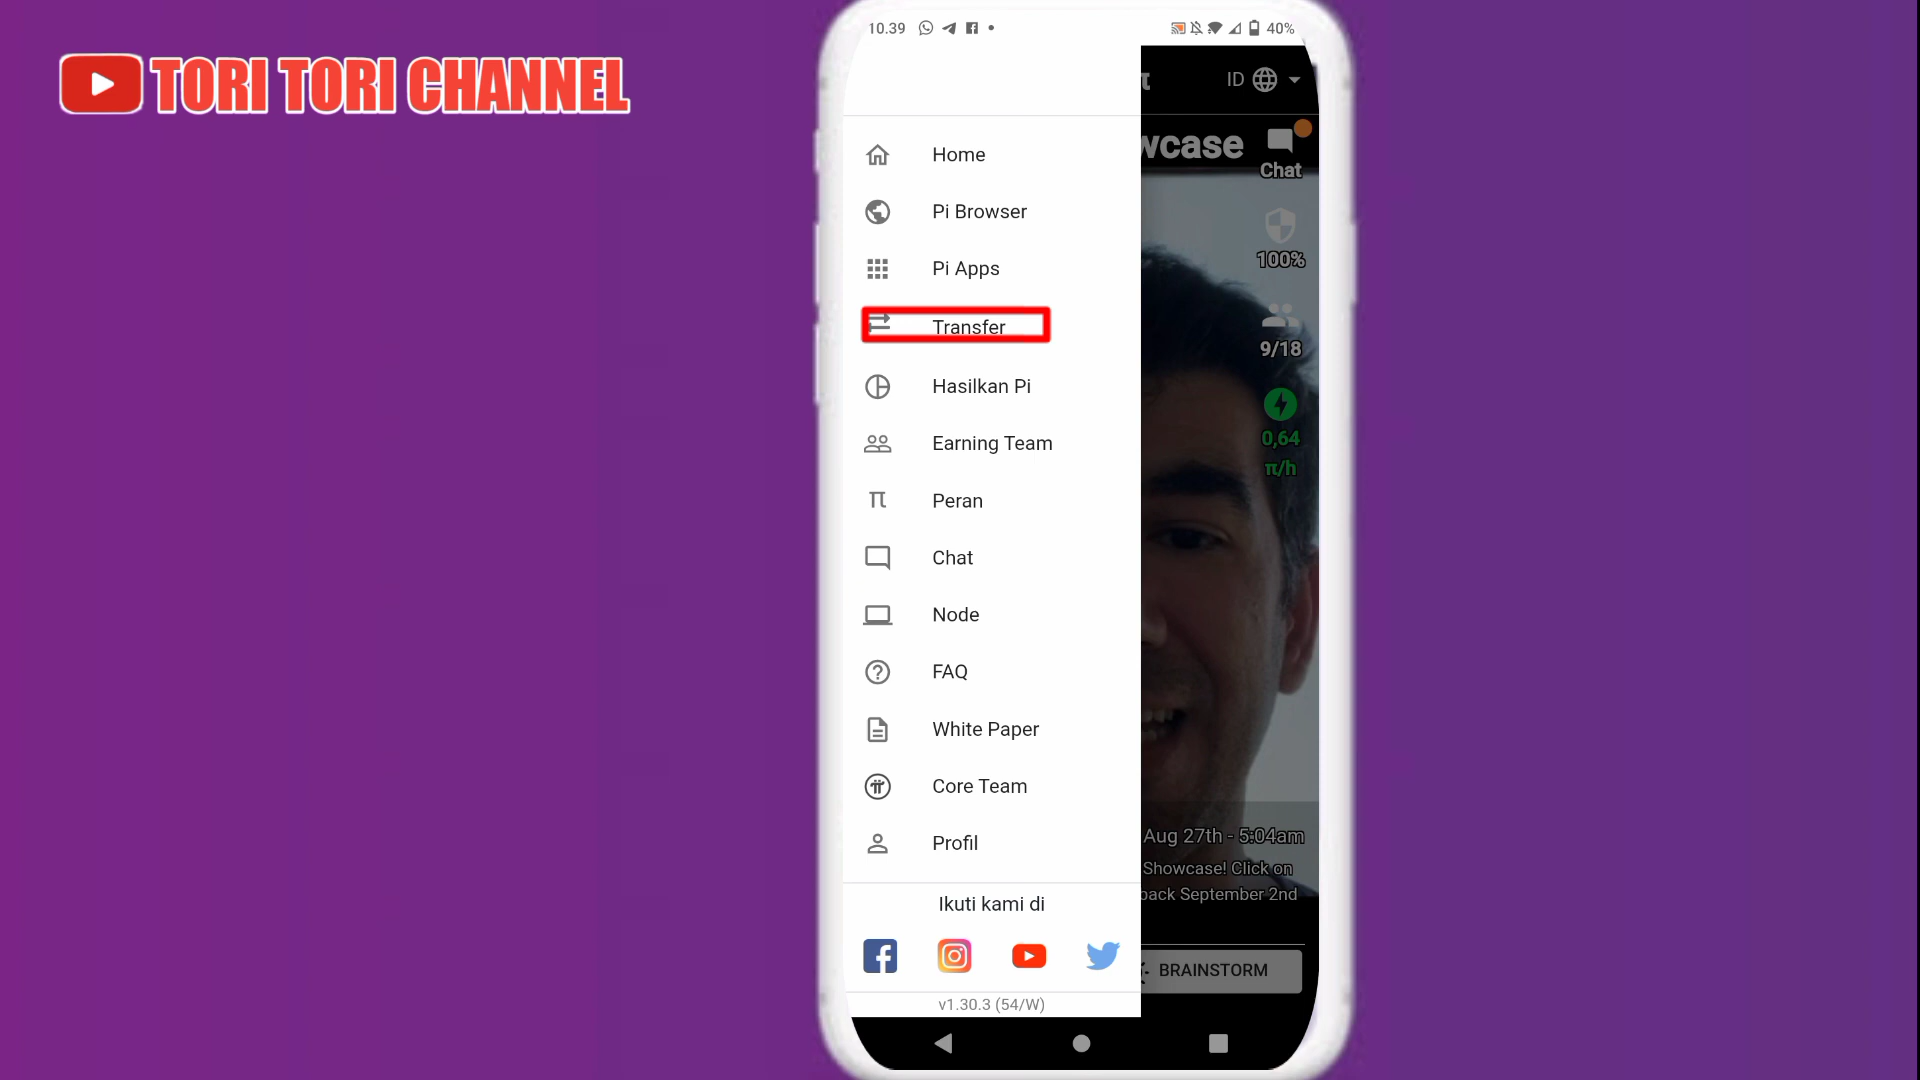 TORI TORI CHANNEL
10.39
40%
ID
Chat
100%
9/18
0,64
π/h
Home
Pi Browser
Pi Apps
Transfer
Hasilkan Pi
Earning Team
Peran
Chat
Node
FAQ
White Paper
Core Team
Profil
Ikuti kami di
v1.30.3 (54/W)
Aug 27th - 5:04am
Showcase! Click on
September 2nd
BRAINSTORM